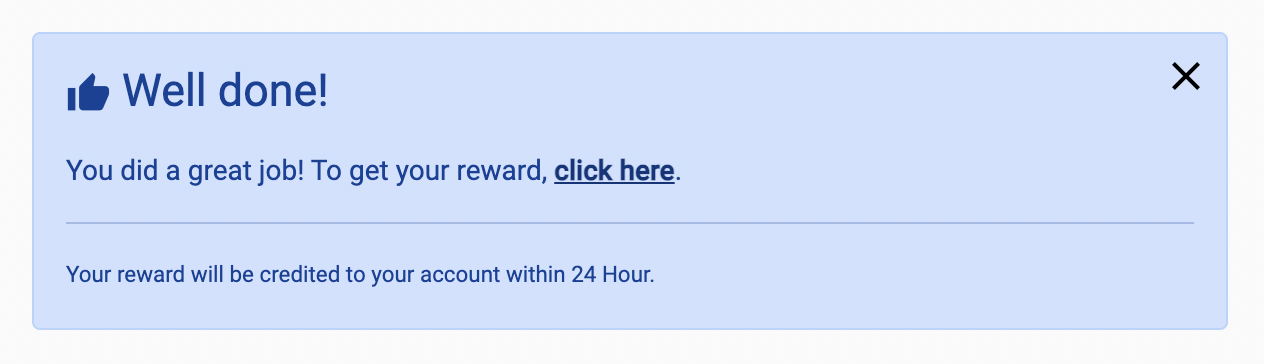 Well done!
You did a great job! To get your reward, click here.
Your reward will be credited to your account within 24 Hour.